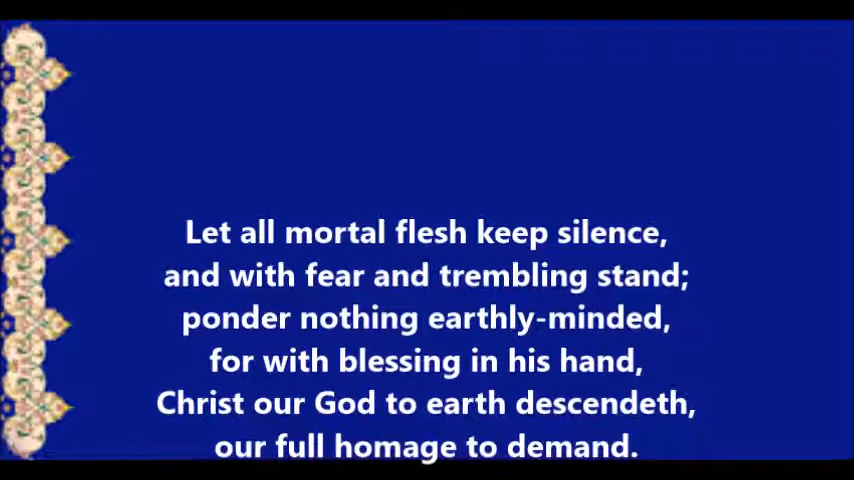 Let all mortal flesh keep silence,
and with fear and trembling stand;
ponder nothing earthly-minded,
for with blessing in his hand,
Christ our God to earth descendeth,
our full homage to demand.